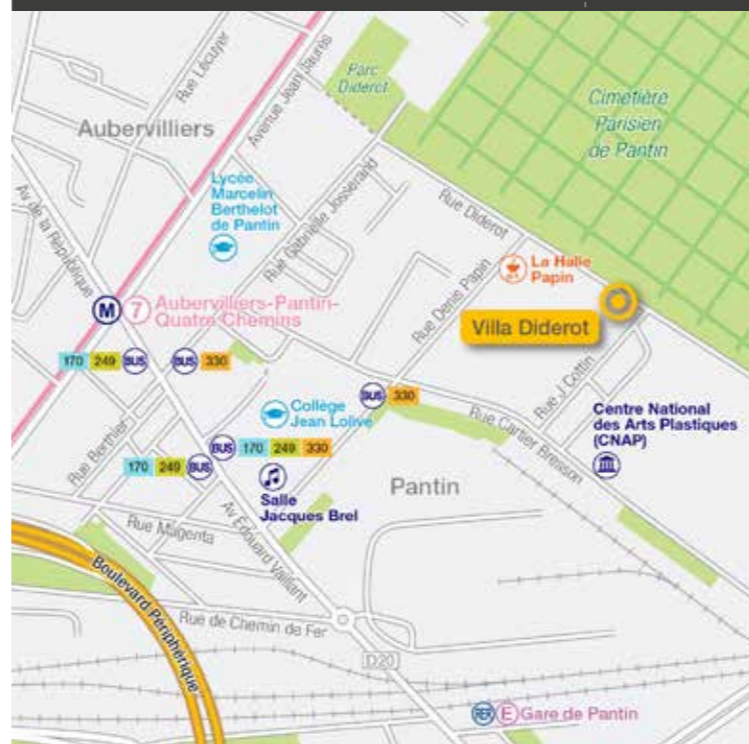 Rue Lécuyer
Avenue Jean Jaurès
Parc
Diderot
Cimetière
Parisien
de Pantin
Aubervilliers
Av de la République
Lycée
Marcelin
Berthelot
de Pantin
Rue Gabrielle Josserand
Rue Diderot
La Halle
Papin
M 7 Aubervilliers-Pantin-
Quatre Chemins
Rue Denis Papin
Villa Diderot
170 249 BUS
BUS 330
Rue J Cottin
BUS 330
Collège
Jean Lolive
Rue Cartier Bresson
Centre National
des Arts Plastiques
(CNAP)
Rue Berthier
BUS 170 249 330
170 249 BUS
Salle
Jacques Brel
Pantin
Rue Magenta
Av Edouard Vaillant
Boulevard Périphérique
Rue de Chemin de Fer
D20
RER E Gare de Pantin